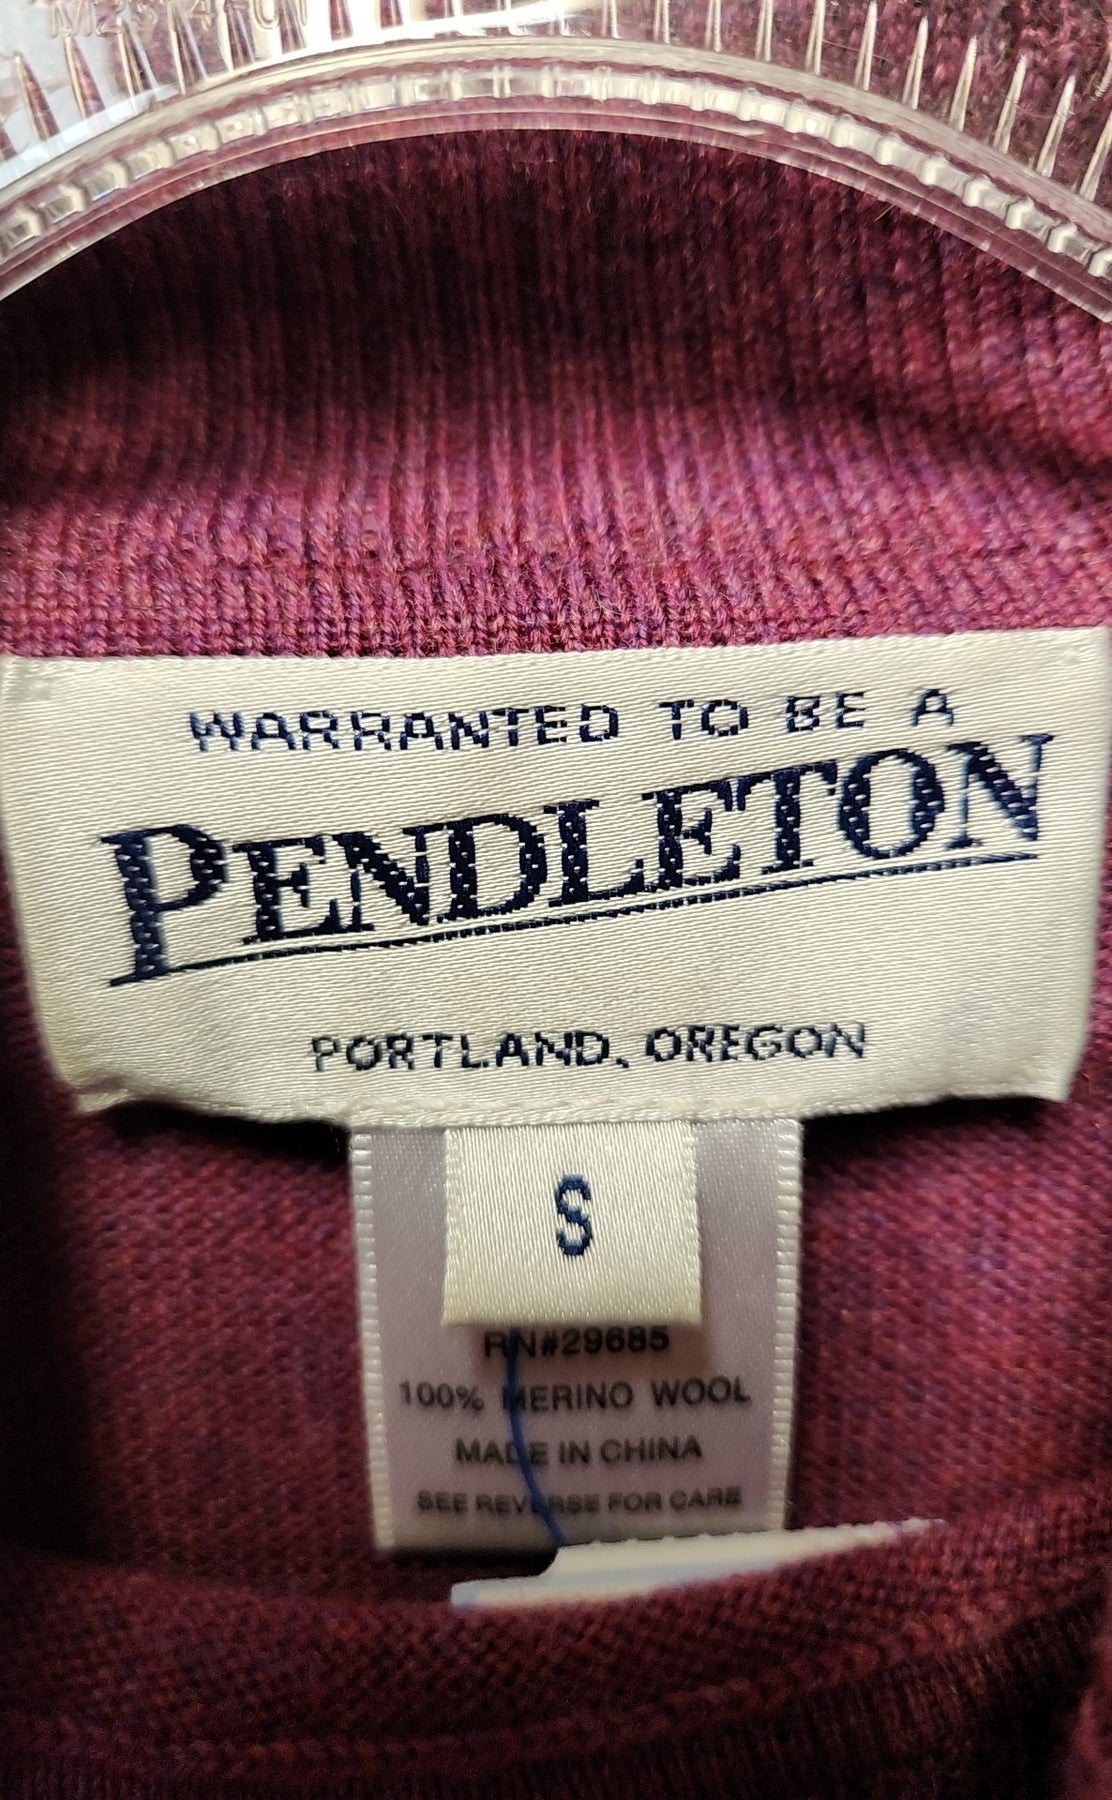 WARRANTED TO BE A
PENDLETON
PORTLAND, OREGON
S
RN#29685
100% MERINO WOOL
MADE IN CHINA
SEE REVERSE FOR CARE